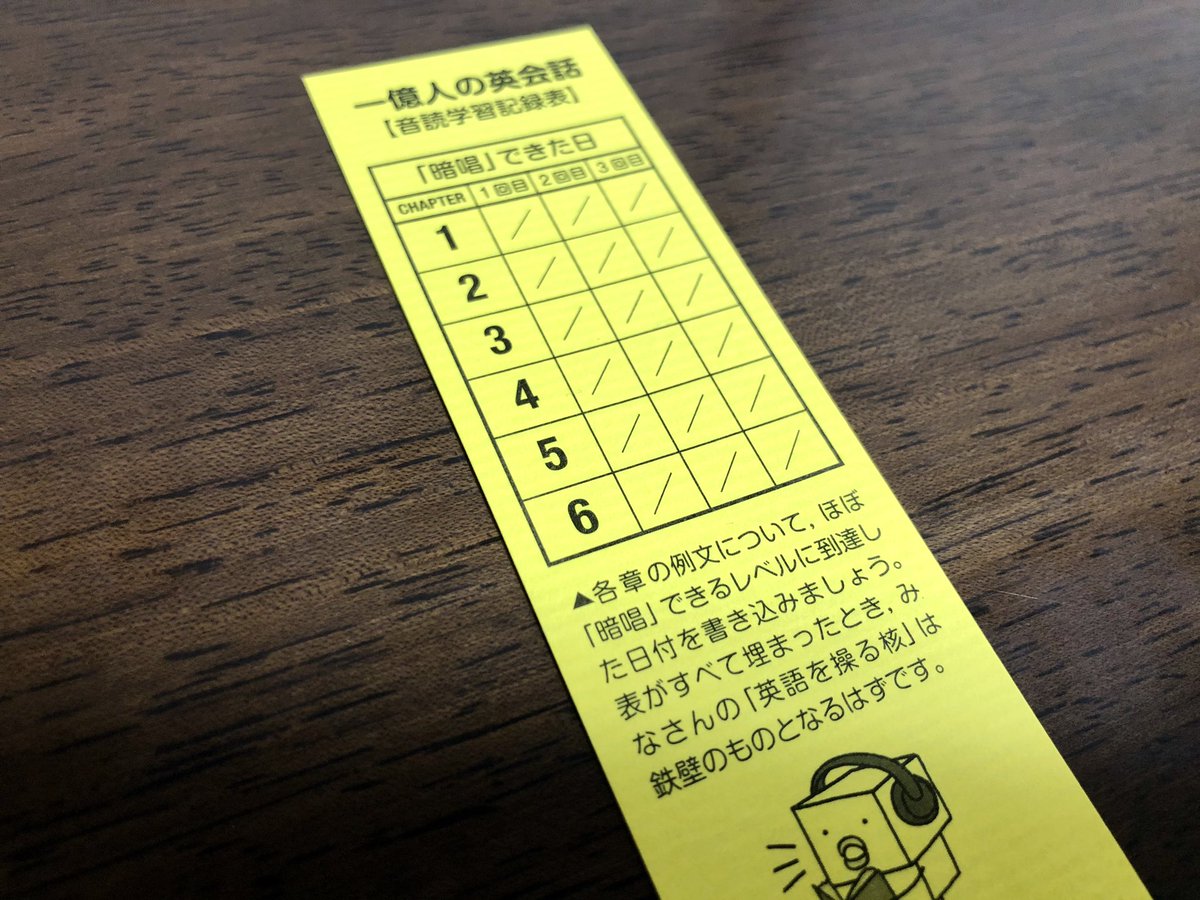 一億人の英会話
【音読学習記録表】
「暗唱」できた日
CHAPTER 1回目 2回目 3回目
1 / / /
2 / / /
3 / / /
4 / / /
5 / / /
6 / / /
▲各章の例文について,ほぼ
「暗唱」できるレベルに到達し
た日付を書き込みましょう。
表がすべて埋まったとき,み
なさんの「英語を操る核」は
鉄壁のものとなるはずです。